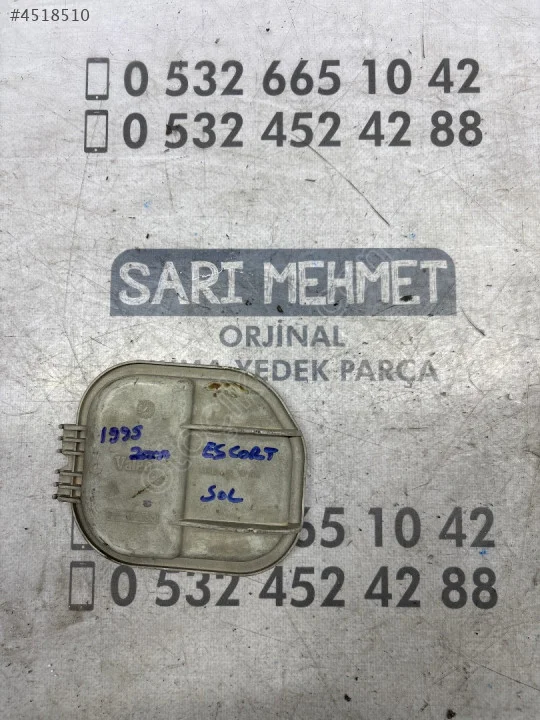 #4518510
0 532 665 10 42
0 532 452 42 88
SARI MEHMET
ORJİNAL
YEDEK PARÇA
1995
2000
ESCORT
SOL
65 10 42
0 532 452 42 88